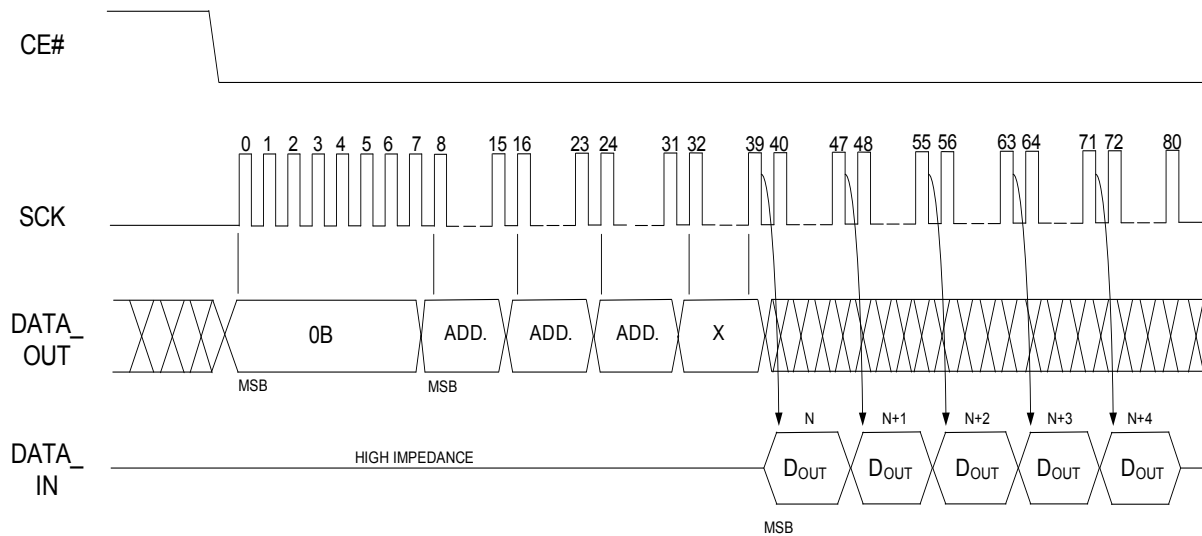 CE#
0 1 2 3 4 5 6 7 8 15 16 23 24 31 32 39 40 47 48 55 56 63 64 71 72 80
SCK
DATA_
OUT
0B ADD. ADD. ADD. X
MSB MSB
N N+1 N+2 N+3 N+4
DATA_
IN
HIGH IMPEDANCE
DOUT DOUT DOUT DOUT DOUT
MSB